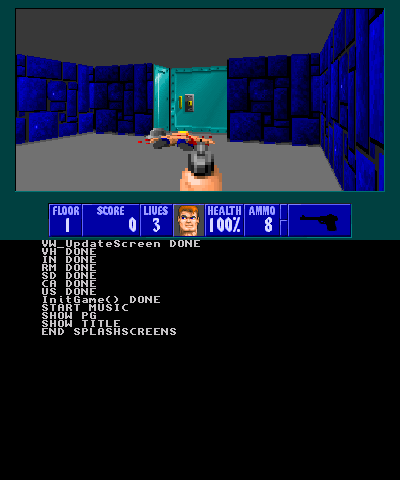 FLOOR SCORE LIVES HEALTH AMMO
1 0 3 100% 8
VW_UpdateScreen DONE
VH DONE
IN DONE
RM DONE
SD DONE
CA DONE
US DONE
InitGame() DONE
START MUSIC
SHOW PG
SHOW TITLE
END SPLASHSCREENS